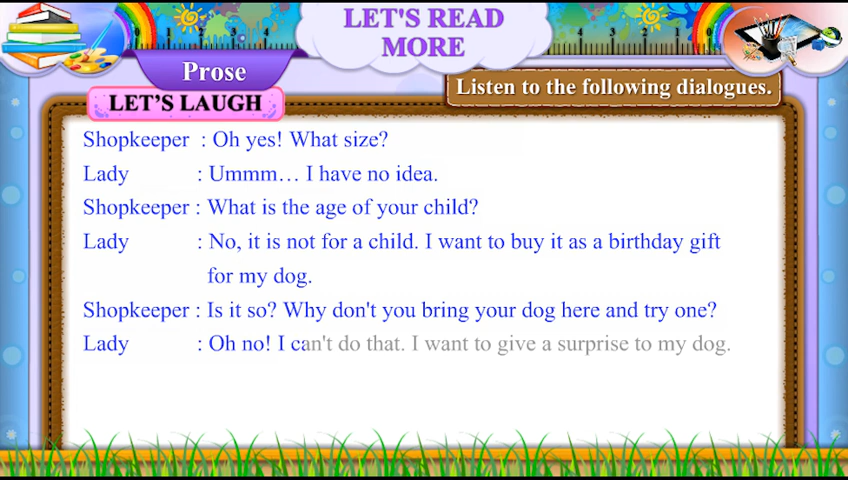 LET'S READ
MORE
Prose
LET'S LAUGH
Listen to the following dialogues.
Shopkeeper : Oh yes! What size?
Lady : Ummm... I have no idea.
Shopkeeper : What is the age of your child?
Lady : No, it is not for a child. I want to buy it as a birthday gift
for my dog.
Shopkeeper : Is it so? Why don't you bring your dog here and try one?
Lady : Oh no! I can't do that. I want to give a surprise to my dog.